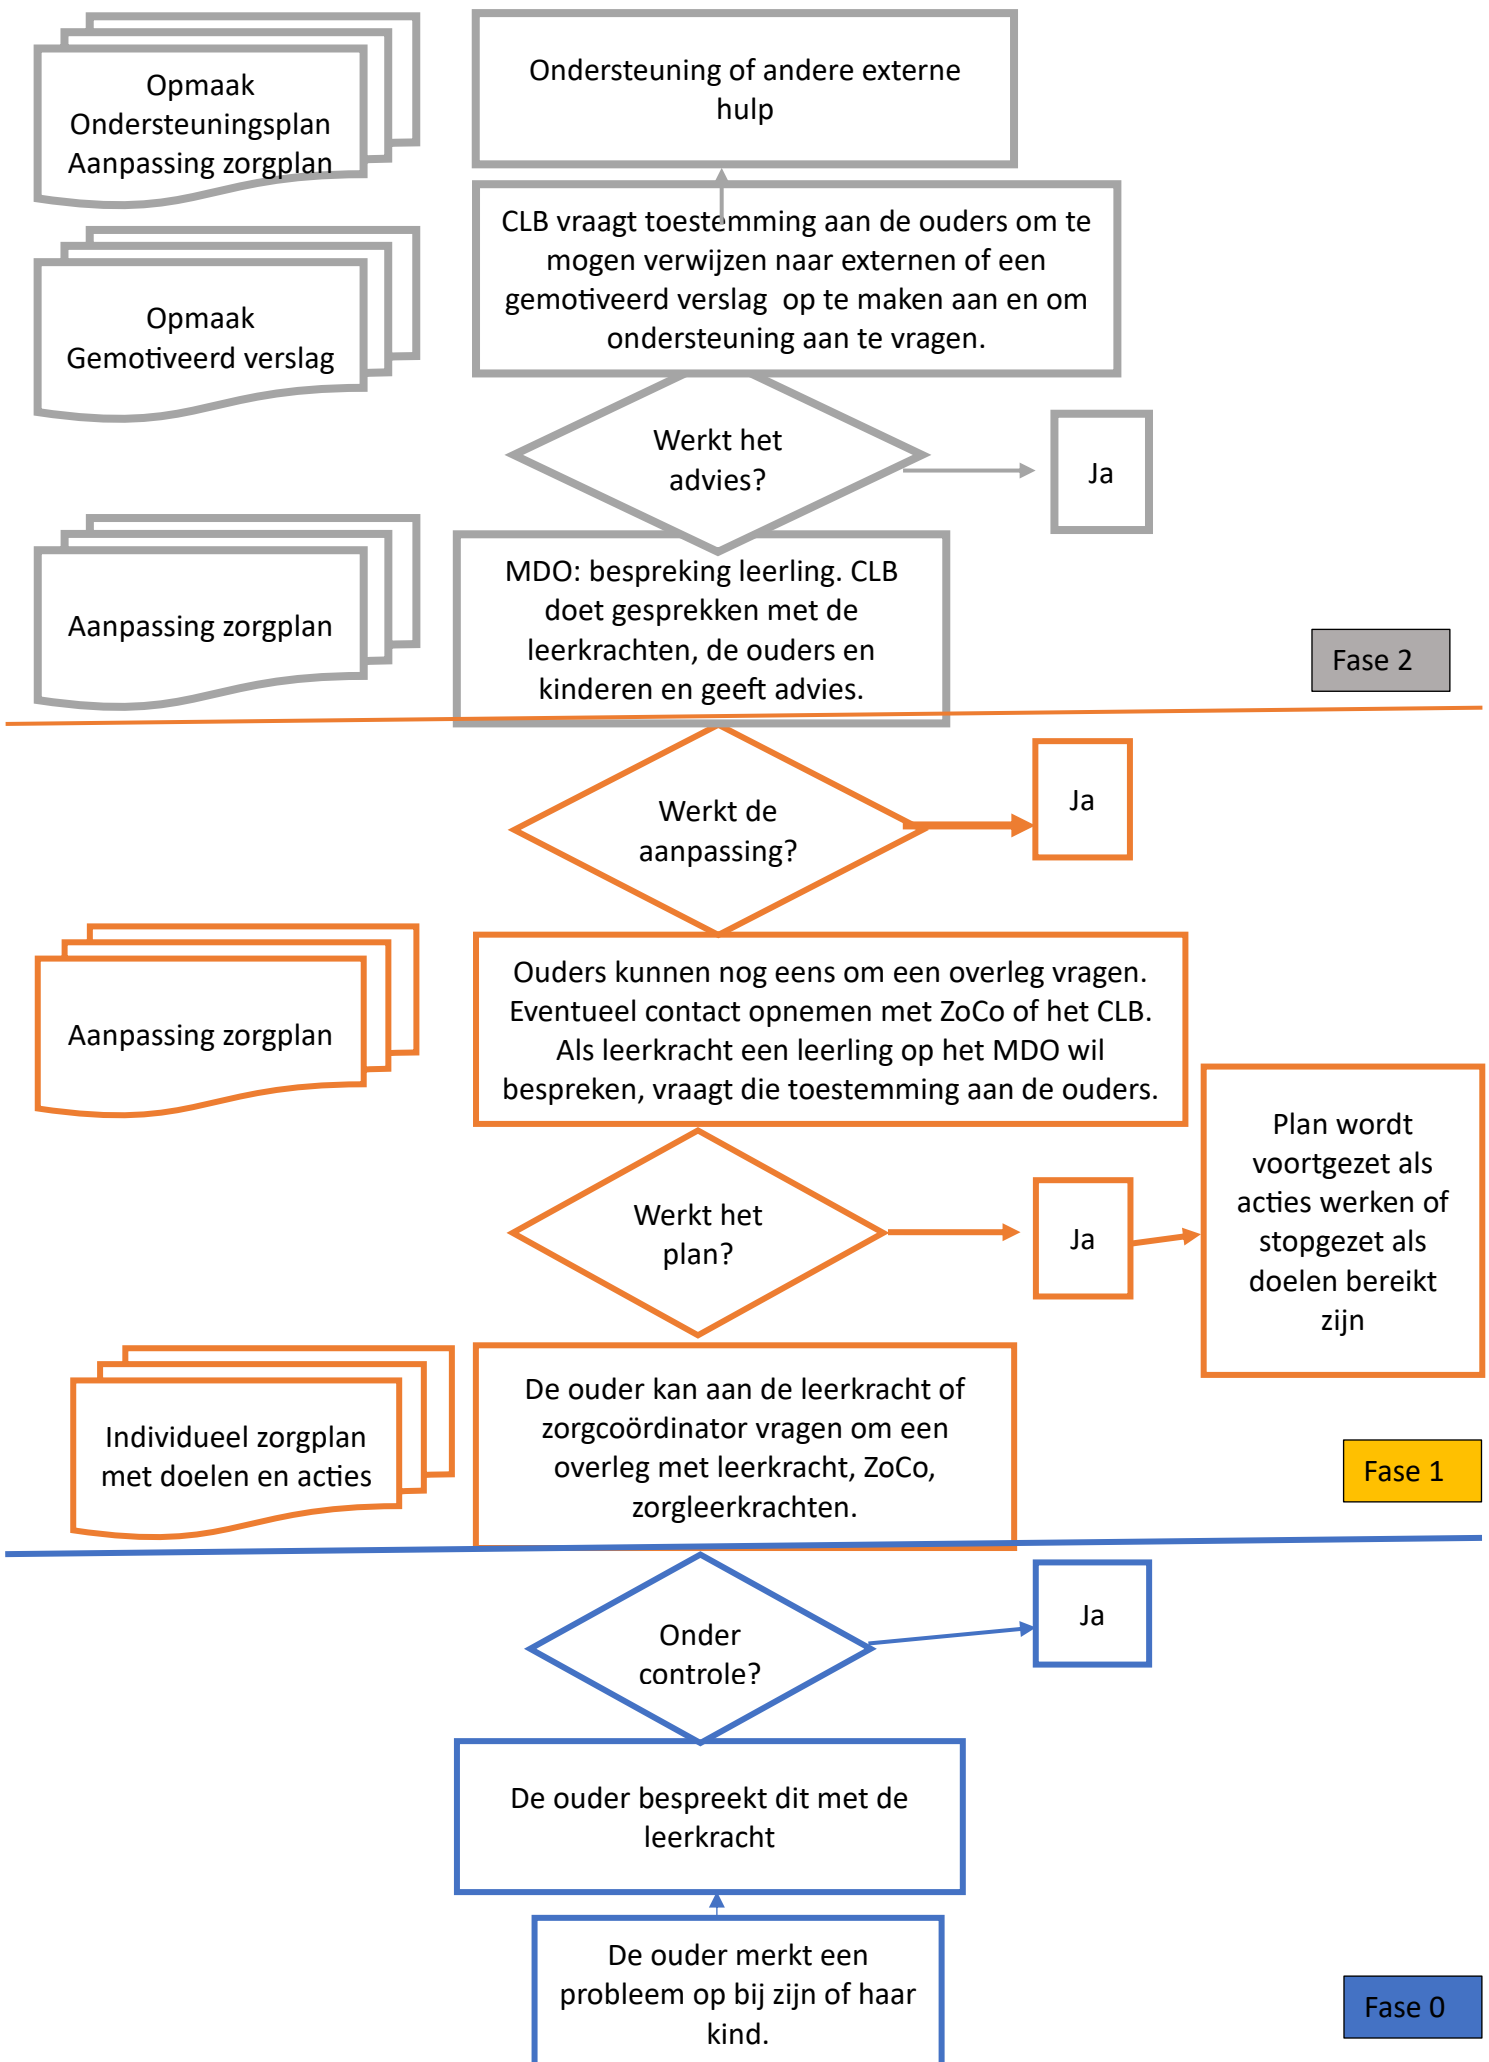 Opmaak
Ondersteuningsplan
Aanpassing zorgplan
Ondersteuning of andere externe
hulp
CLB vraagt toestemming aan de ouders om te
mogen verwijzen naar externen of een
gemotiveerd verslag  op te maken aan en om
ondersteuning aan te vragen.
Opmaak
Gemotiveerd verslag
Werkt het
advies?
Ja
Aanpassing zorgplan
MDO: bespreking leerling. CLB
doet gesprekken met de
leerkrachten, de ouders en
kinderen en geeft advies.
Fase 2
Werkt de
aanpassing?
Ja
Aanpassing zorgplan
Ouders kunnen nog eens om een overleg vragen.
Eventueel contact opnemen met ZoCo of het CLB.
Als leerkracht een leerling op het MDO wil
bespreken, vraagt die toestemming aan de ouders.
Werkt het
plan?
Ja
Plan wordt
voortgezet als
acties werken of
stopgezet als
doelen bereikt
zijn
Individueel zorgplan
met doelen en acties
De ouder kan aan de leerkracht of
zorgcoördinator vragen om een
overleg met leerkracht, ZoCo,
zorgleerkrachten.
Fase 1
Onder
controle?
Ja
De ouder bespreekt dit met de
leerkracht
De ouder merkt een
probleem op bij zijn of haar
kind.
Fase 0